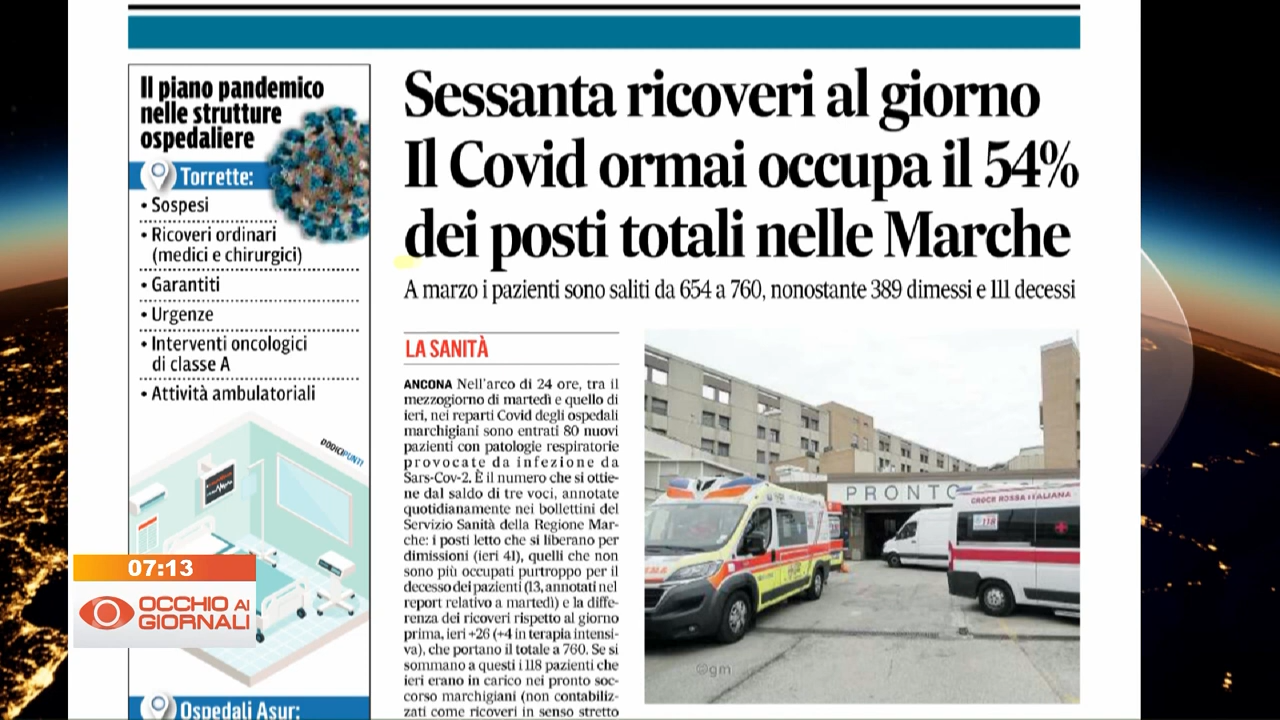 Il piano pandemico
nelle strutture
ospedaliere
Torrette:
• Sospesi
• Ricoveri ordinari
(medici e chirurgici)
• Garantiti
• Urgenze
• Interventi oncologici
di classe A
• Attività ambulatoriali
DODICIPUNTI
Ospedali Asur:
Sessanta ricoveri al giorno
Il Covid ormai occupa il 54%
dei posti totali nelle Marche
A marzo i pazienti sono saliti da 654 a 760, nonostante 389 dimessi e 111 decessi
LA SANITÀ
ANCONA Nell'arco di 24 ore, tra il
mezzogiorno di martedì e quello di
ieri, nei reparti Covid degli ospedali
marchigiani sono entrati 80 nuovi
pazienti con patologie respiratorie
provocate da infezione da
Sars-Cov-2. È il numero che si ottie-
ne dal saldo di tre voci, annotate
quotidianamente nei bollettini del
Servizio Sanità della Regione Mar-
che: i posti letto che si liberano per
dimissioni (ieri 41), quelli che non
sono più occupati purtroppo per il
decesso dei pazienti (13, annotati nel
report relativo a martedì) e la diffe-
renza dei ricoveri rispetto al giorno
prima, ieri +26 (+4 in terapia intensi-
va), che portano il totale a 760. Se si
sommano a questi i 118 pazienti che
ieri erano in carico nei pronto soc-
corso marchigiani (non contabiliz-
zati come ricoveri in senso stretto
PRONTO
CROCE ROSSA ITALIANA
118
©gm
07:13
OCCHIO AI
GIORNALI